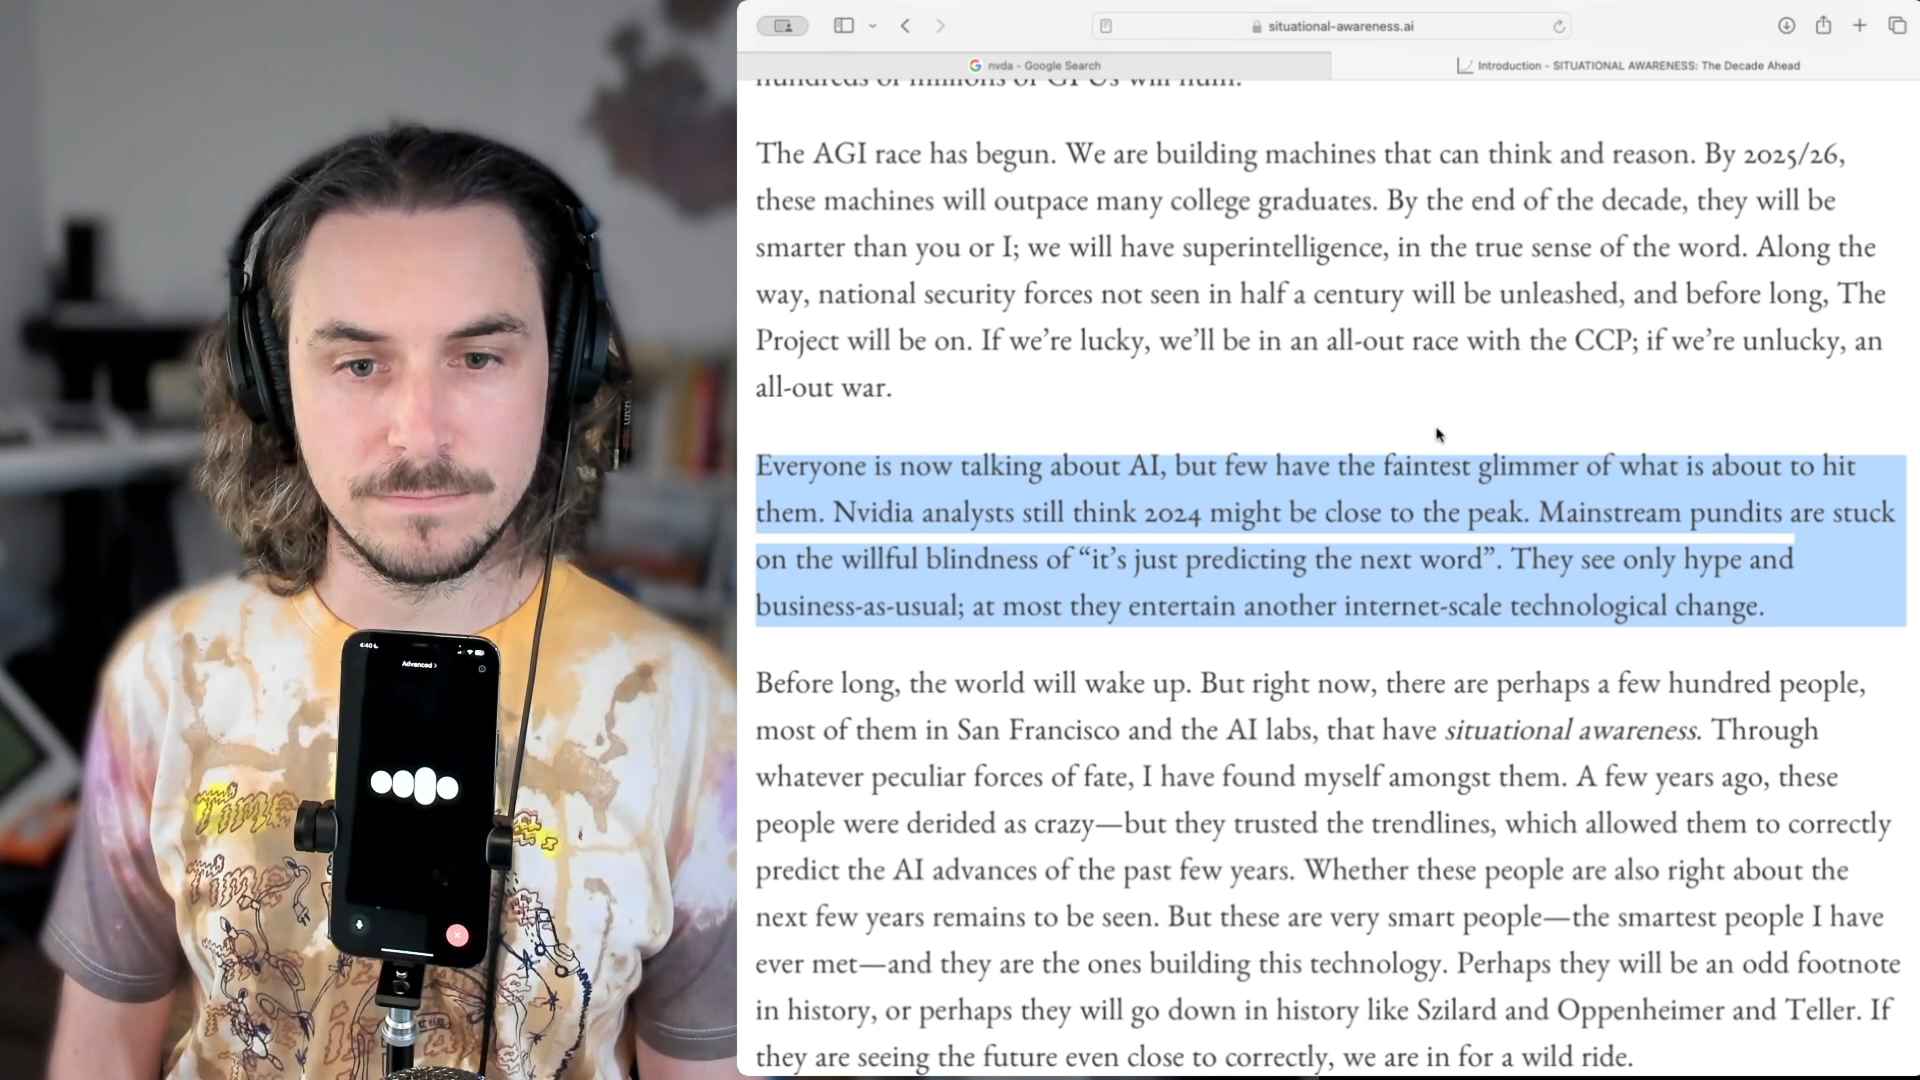 situational-awareness.ai
nvda - Google Search
Introduction - SITUATIONAL AWARENESS: The Decade Ahead
hundreds of millions of GPUs will hum.
The AGI race has begun. We are building machines that can think and reason. By 2025/26,
these machines will outpace many college graduates. By the end of the decade, they will be
smarter than you or I; we will have superintelligence, in the true sense of the word. Along the
way, national security forces not seen in half a century will be unleashed, and before long, The
Project will be on. If we’re lucky, we’ll be in an all-out race with the CCP; if we’re unlucky, an
all-out war.
Everyone is now talking about AI, but few have the faintest glimmer of what is about to hit
them. Nvidia analysts still think 2024 might be close to the peak. Mainstream pundits are stuck
on the willful blindness of “it’s just predicting the next word”. They see only hype and
business-as-usual; at most they entertain another internet-scale technological change.
Before long, the world will wake up. But right now, there are perhaps a few hundred people,
most of them in San Francisco and the AI labs, that have situational awareness. Through
whatever peculiar forces of fate, I have found myself amongst them. A few years ago, these
people were derided as crazy—but they trusted the trendlines, which allowed them to correctly
predict the AI advances of the past few years. Whether these people are also right about the
next few years remains to be seen. But these are very smart people—the smartest people I have
ever met—and they are the ones building this technology. Perhaps they will be an odd footnote
in history, or perhaps they will go down in history like Szilard and Oppenheimer and Teller. If
they are seeing the future even close to correctly, we are in for a wild ride.
4:40
Advanced >
TIME
TIME